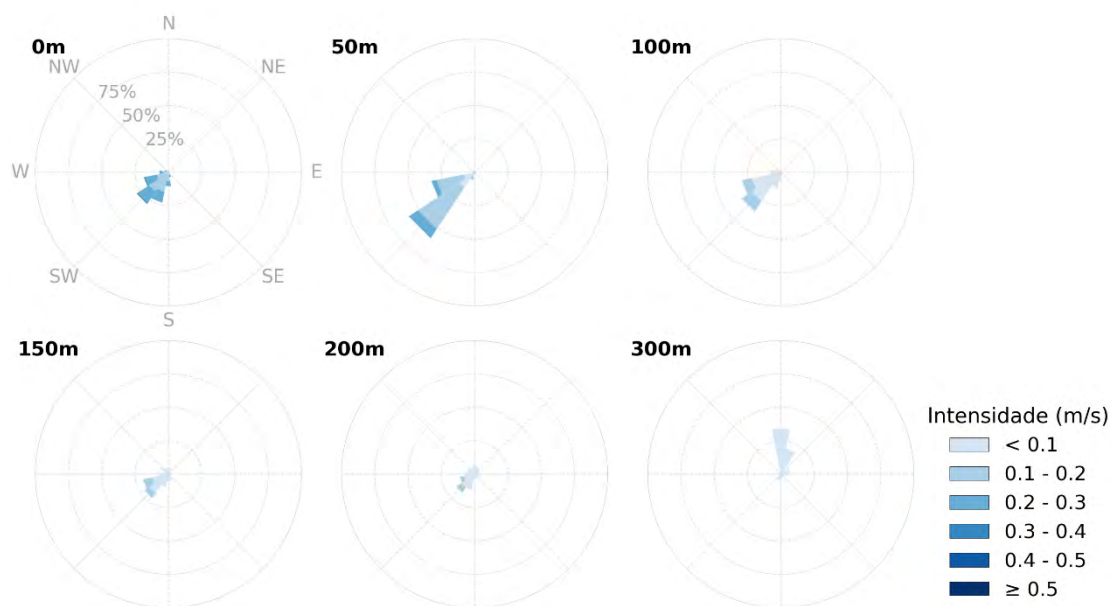 N
0m
50m
100m
NW
NE
75%
50%
25%
W
E
SW
SE
S
150m
200m
300m
Intensidade (m/s)
< 0.1
0.1 - 0.2
0.2 - 0.3
0.3 - 0.4
0.4 - 0.5
≥ 0.5